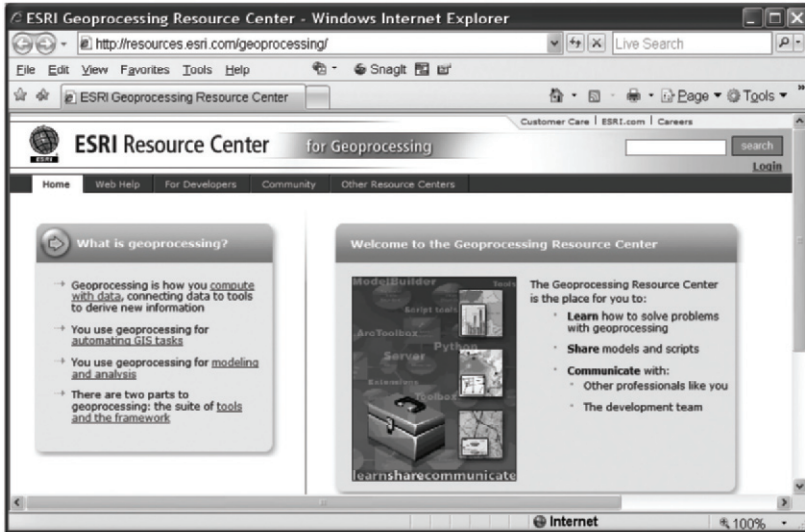 ESRI Geoprocessing Resource Center - Windows Internet Explorer
http://resources.esri.com/geoprocessing/
Live Search
File Edit View Favorites Tools Help
SnagIt
ESRI Geoprocessing Resource Center
Page
Tools
Customer Care | ESRI.com | Careers
ESRI
ESRI Resource Center for Geoprocessing
search
Login
Home Web Help For Developers Community Other Resource Centers
What is geoprocessing?
Geoprocessing is how you compute
with data, connecting data to tools
to derive new information
You use geoprocessing for
automating GIS tasks
You use geoprocessing for modeling
and analysis
There are two parts to
geoprocessing: the suite of tools
and the framework
Welcome to the Geoprocessing Resource Center
ModelBuilder
Tools
Script tools
ArcToolbox
Python
Server
Extensions
Toolbox
learnsharecommunicate
The Geoprocessing Resource Center
is the place for you to:
Learn how to solve problems
with geoprocessing
Share models and scripts
Communicate with:
Other professionals like you
The development team
Internet
100%